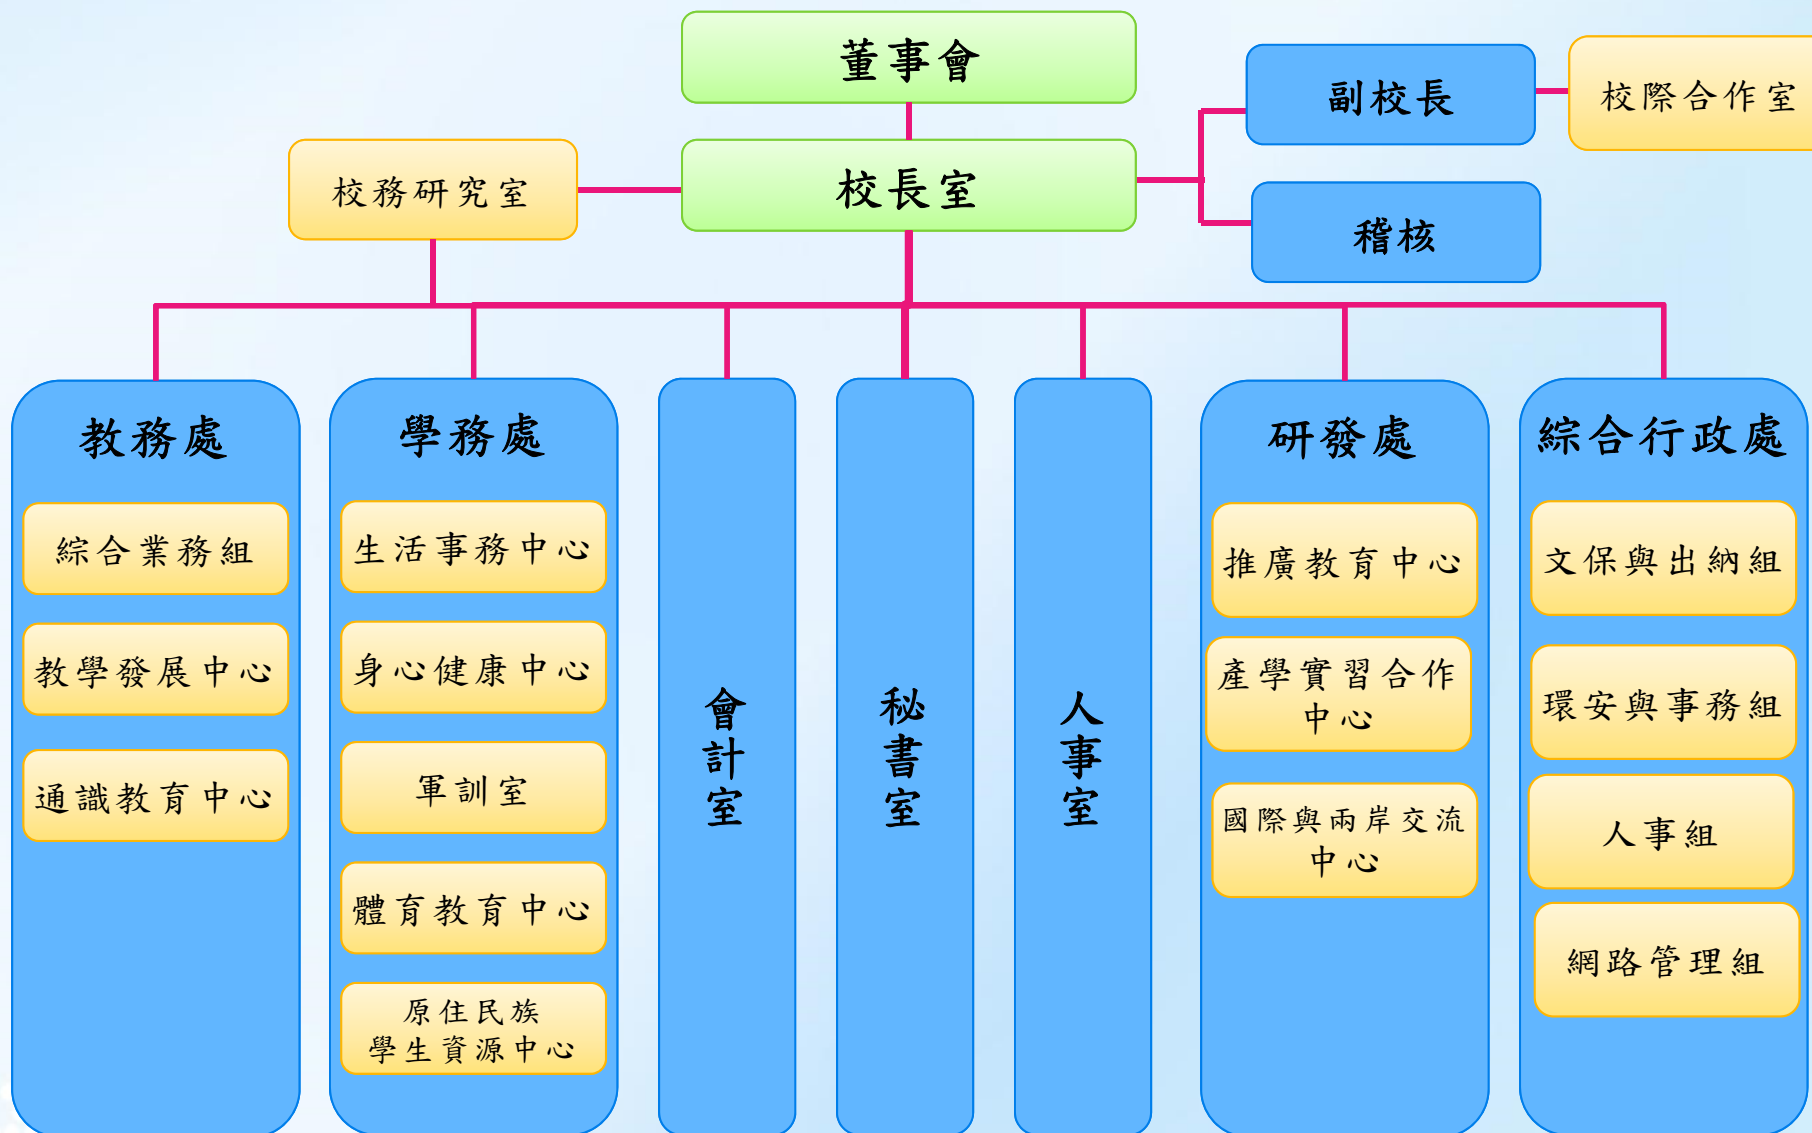 董事會
副校長
校際合作室
校務研究室
校長室
稽核
教務處
綜合業務組
教學發展中心
通識教育中心
學務處
生活事務中心
身心健康中心
軍訓室
體育教育中心
原住民族
學生資源中心
會計室
秘書室
人事室
研發處
推廣教育中心
產學實習合作
中心
國際與兩岸交流
中心
綜合行政處
文保與出納組
環安與事務組
人事組
網路管理組